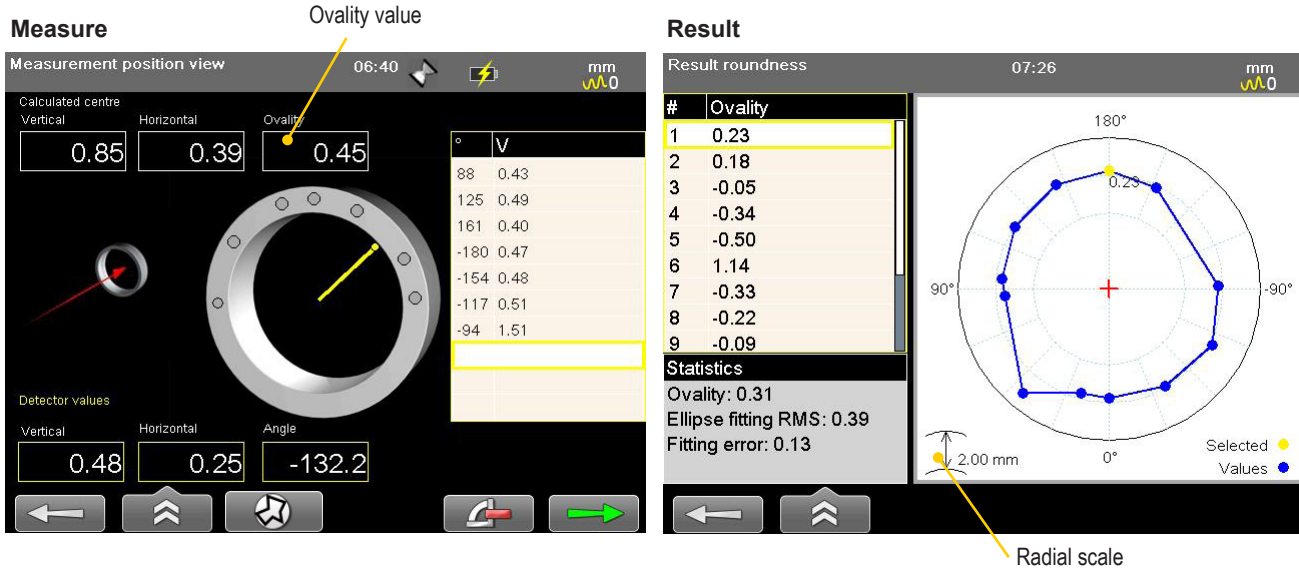 Ovality value
Measure
Measurement position view 06:40 mm
0
Calculated centre
Vertical Horizontal Ovality
0.85 0.39 0.45
° V
88 0.43
125 0.49
161 0.40
-180 0.47
-154 0.48
-117 0.51
-94 1.51
Detector values
Vertical Horizontal Angle
0.48 0.25 -132.2
Result
Result roundness 07:26 mm
0
# Ovality
1 0.23
2 0.18
3 -0.05
4 -0.34
5 -0.50
6 1.14
7 -0.33
8 -0.22
9 -0.09
Statistics
Ovality: 0.31
Ellipse fitting RMS: 0.39
Fitting error: 0.13
180°
0.23
90° -90°
0°
2.00 mm
Selected
Values
Radial scale